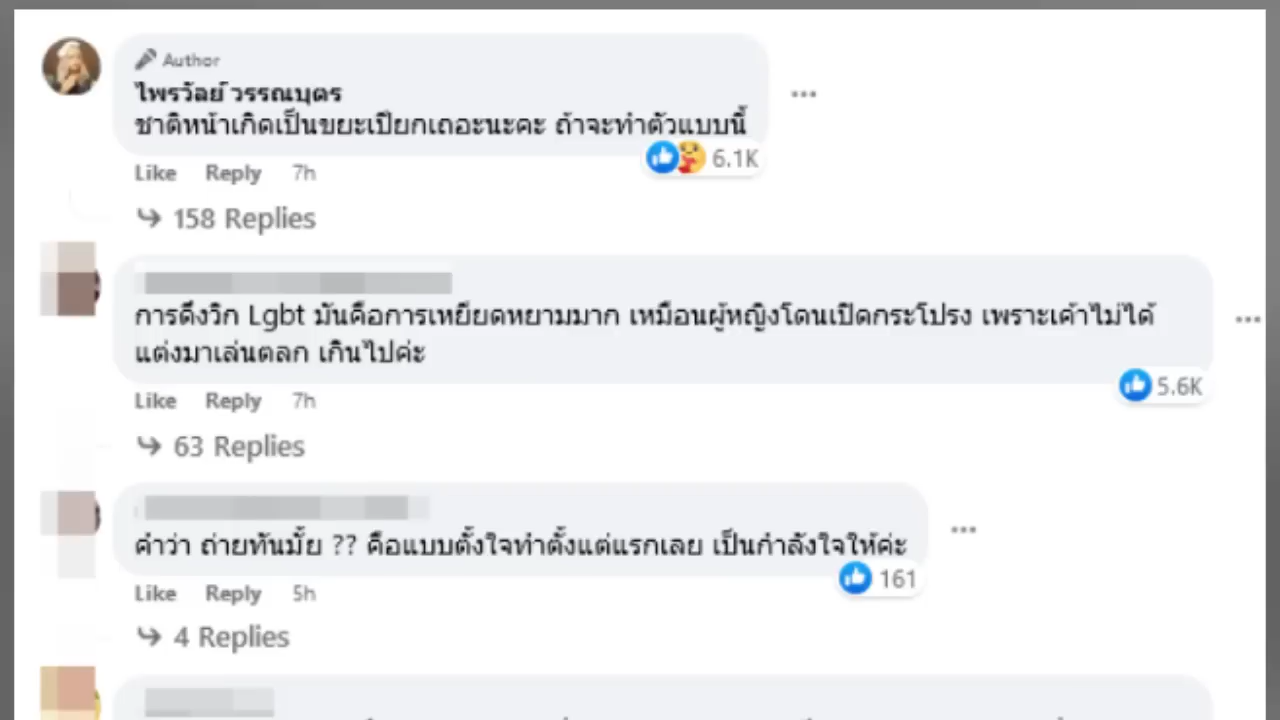 Author
ไพรวัลย์ วรรณบุตร
ชาติหน้าเกิดเป็นขยะเปียกเถอะนะคะ ถ้าจะทำตัวแบบนี้
6.1K
Like Reply 7h
158 Replies
การดึงวิก Lgbt มันคือการเหยียดหยามมาก เหมือนผู้หญิงโดนเปิดกระโปรง เพราะเค้าไม่ได้
แต่งมาเล่นตลก เกินไปค่ะ
5.6K
Like Reply 7h
63 Replies
คำว่า ถ่ายทันมั้ย ?? คือแบบตั้งใจทำตั้งแต่แรกเลย เป็นกำลังใจให้ค่ะ
161
Like Reply 5h
4 Replies